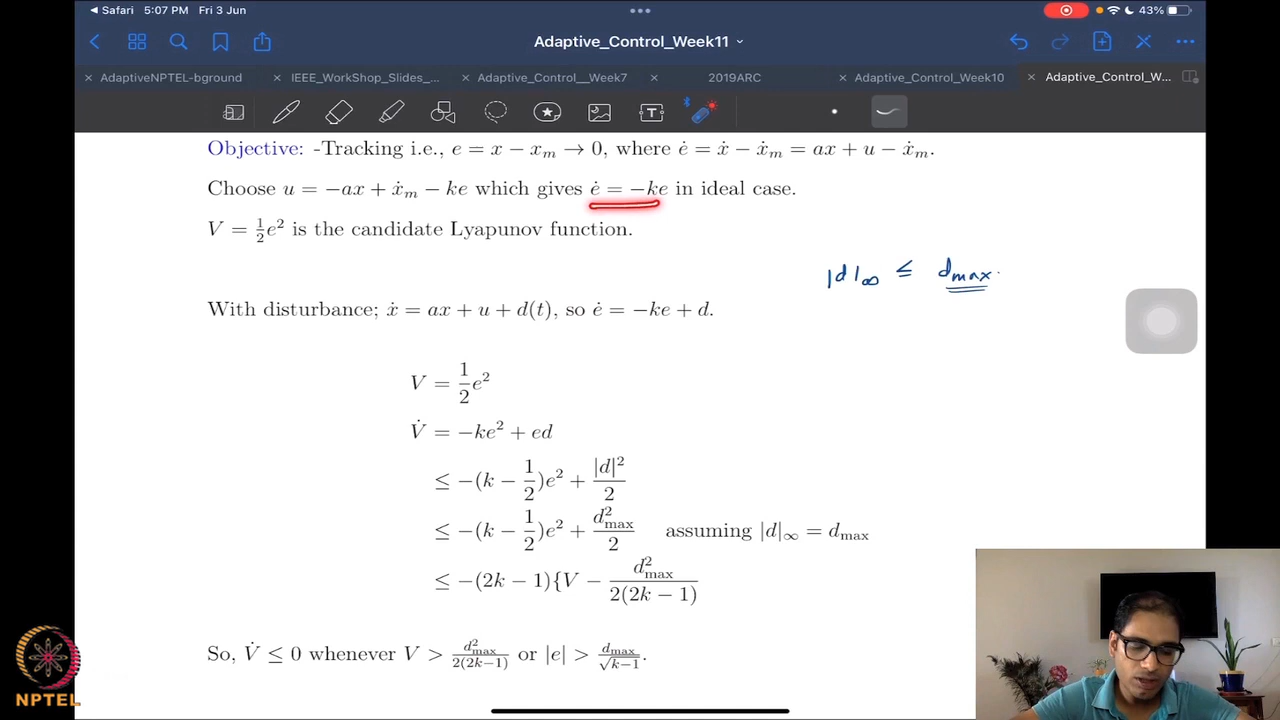 Safari 5:07 PM Fri 3 Jun 43%
Adaptive_Control_Week11
AdaptiveNPTEL-bground IEEE_WorkShop_Slides_... Adaptive_Control__Week7 2019ARC Adaptive_Control_Week10 Adaptive_Control_W...
Objective: -Tracking i.e., e = x − x_m → 0, where ė = ẋ − ẋ_m = ax + u − ẋ_m.
Choose u = −ax + ẋ_m − ke which gives ė = −ke in ideal case.
V = 1/2 e² is the candidate Lyapunov function.
|d|_∞ ≤ d_max.
With disturbance; ẋ = ax + u + d(t), so ė = −ke + d.
V = 1/2 e²
V̇ = −ke² + ed
≤ −(k − 1/2)e² + |d|²/2
≤ −(k − 1/2)e² + d²_max/2 assuming |d|_∞ = d_max
≤ −(2k − 1){V − d²_max/2(2k − 1)
So, V̇ ≤ 0 whenever V > d²_max/2(2k−1) or |e| > d_max/√k−1.
NPTEL